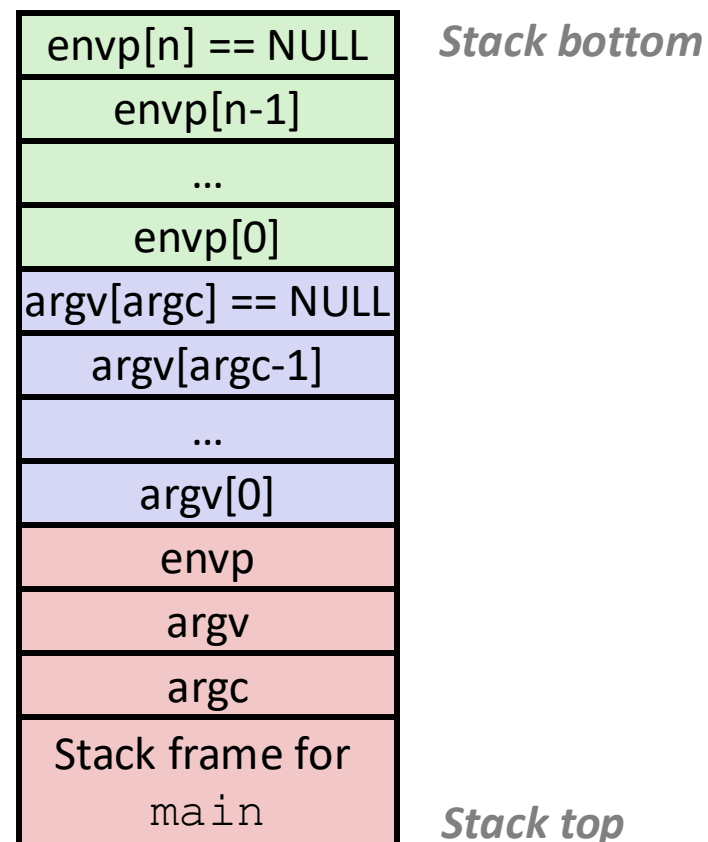 envp[n] == NULL Stack bottom
envp[n-1]
…
envp[0]
argv[argc] == NULL
argv[argc-1]
…
argv[0]
envp
argv
argc
Stack frame for
main
Stack top